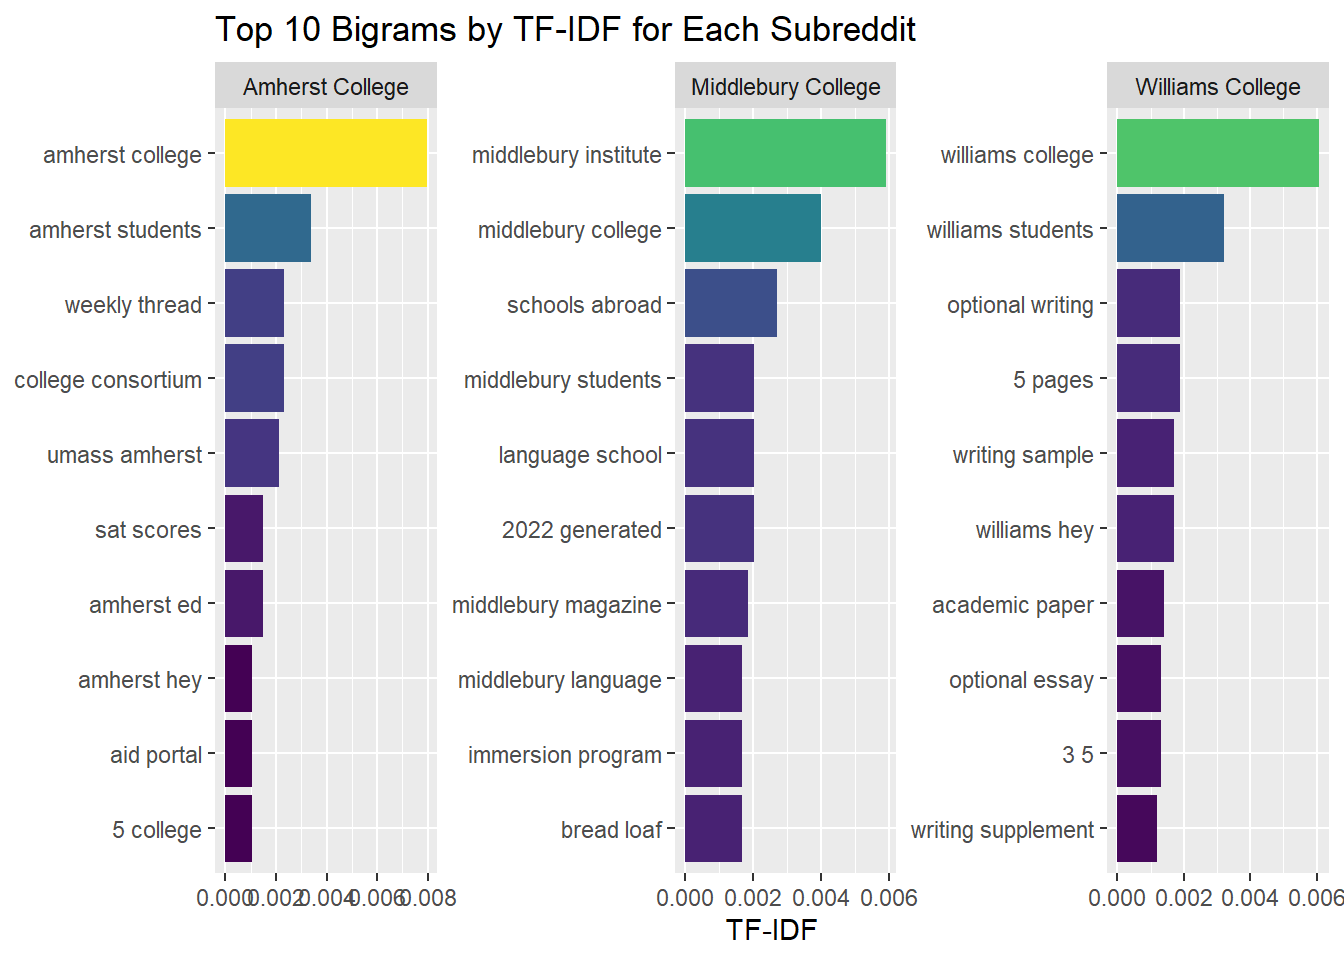 Top 10 Bigrams by TF-IDF for Each Subreddit
Amherst College
amherst college
amherst students
weekly thread
college consortium
umass amherst
sat scores
amherst ed
amherst hey
aid portal
5 college
0.000 0.002 0.004 0.006 0.008
Middlebury College
middlebury institute
middlebury college
schools abroad
middlebury students
language school
2022 generated
middlebury magazine
middlebury language
immersion program
bread loaf
0.000 0.002 0.004 0.006
Williams College
williams college
williams students
optional writing
5 pages
writing sample
williams hey
academic paper
optional essay
3 5
writing supplement
0.000 0.002 0.004 0.006
TF-IDF